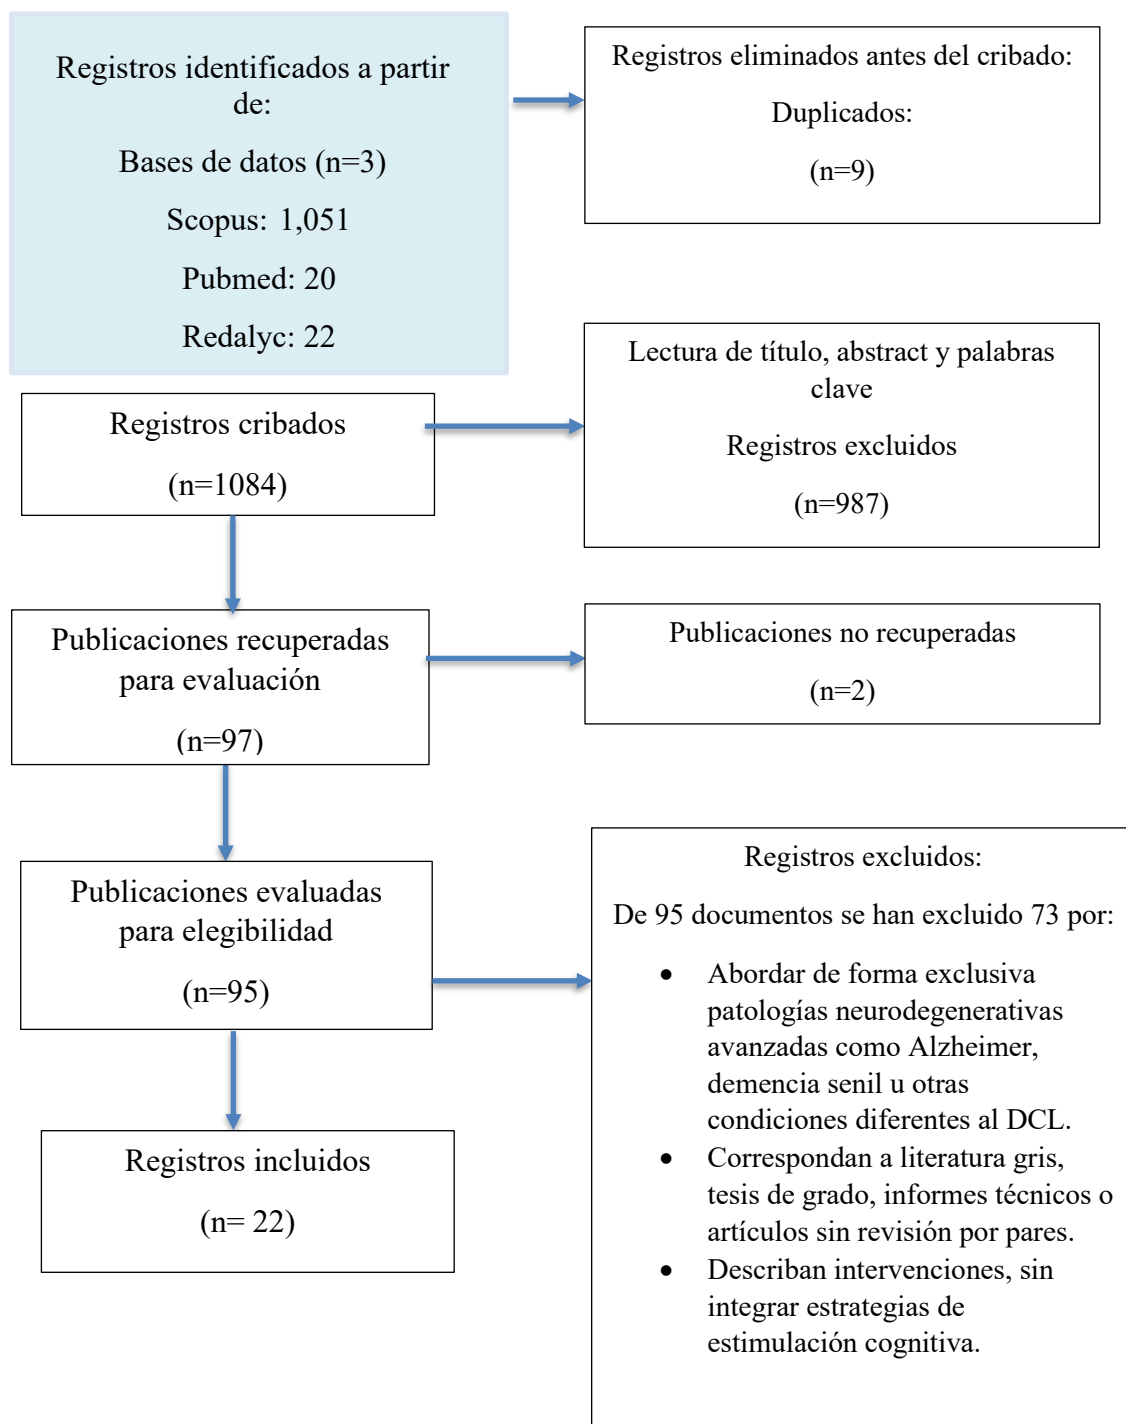 Registros identificados a partir
de:
Bases de datos (n=3)
Scopus: 1,051
Pubmed: 20
Redalyc: 22
Registros eliminados antes del cribado:
Duplicados:
(n=9)
Registros cribados
(n=1084)
Lectura de título, abstract y palabras
clave
Registros excluidos
(n=987)
Publicaciones recuperadas
para evaluación
(n=97)
Publicaciones no recuperadas
(n=2)
Publicaciones evaluadas
para elegibilidad
(n=95)
Registros excluidos:
De 95 documentos se han excluido 73 por:
• Abordar de forma exclusiva
patologías neurodegenerativas
avanzadas como Alzheimer,
demencia senil u otras
condiciones diferentes al DCL.
• Correspondan a literatura gris,
tesis de grado, informes técnicos o
artículos sin revisión por pares.
• Describan intervenciones, sin
integrar estrategias de
estimulación cognitiva.
Registros incluidos
(n= 22)